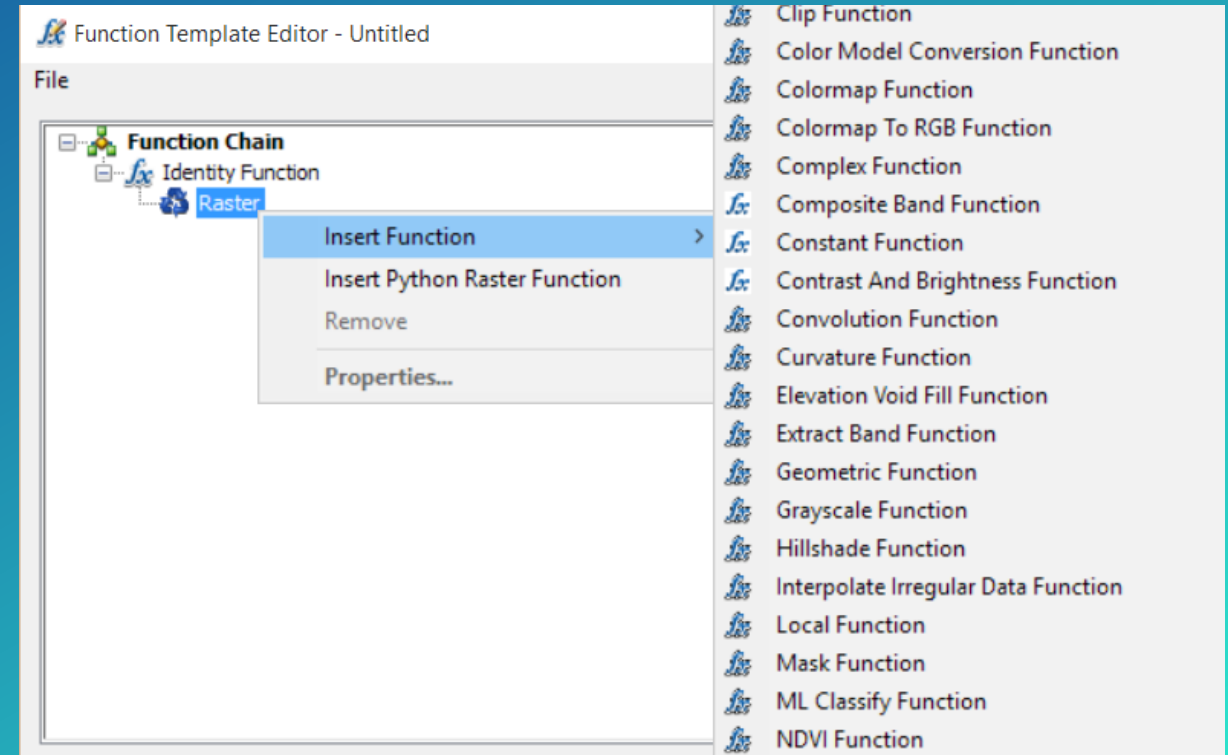 Function Template Editor - Untitled
File
Function Chain
Identity Function
Raster
Insert Function
Insert Python Raster Function
Remove
Properties...
Clip Function
Color Model Conversion Function
Colormap Function
Colormap To RGB Function
Complex Function
Composite Band Function
Constant Function
Contrast And Brightness Function
Convolution Function
Curvature Function
Elevation Void Fill Function
Extract Band Function
Geometric Function
Grayscale Function
Hillshade Function
Interpolate Irregular Data Function
Local Function
Mask Function
ML Classify Function
NDVI Function